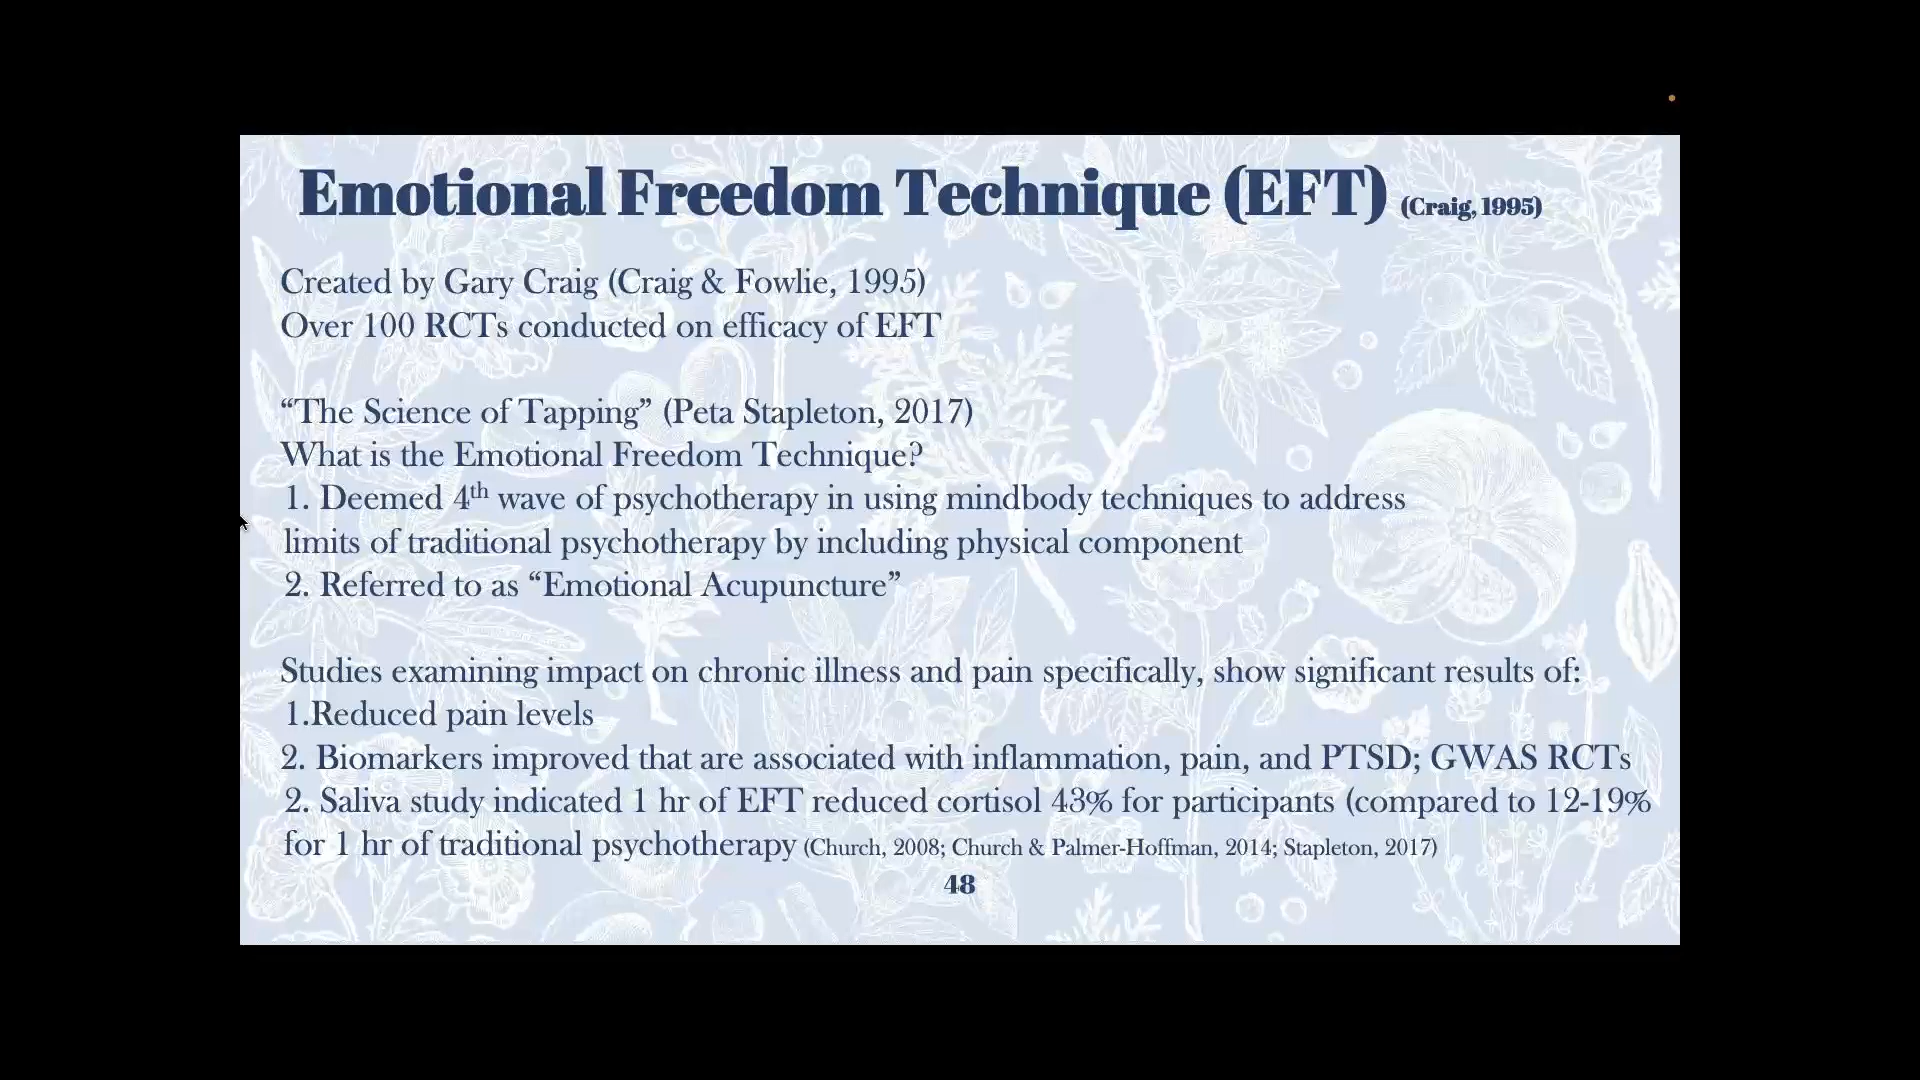 Emotional Freedom Technique (EFT) (Craig, 1995)
Created by Gary Craig (Craig & Fowlie, 1995)
Over 100 RCTs conducted on efficacy of EFT
“The Science of Tapping” (Peta Stapleton, 2017)
What is the Emotional Freedom Technique?
1. Deemed 4th wave of psychotherapy in using mindbody techniques to address
limits of traditional psychotherapy by including physical component
2. Referred to as “Emotional Acupuncture”
Studies examining impact on chronic illness and pain specifically, show significant results of:
1.Reduced pain levels
2. Biomarkers improved that are associated with inflammation, pain, and PTSD; GWAS RCTs
2. Saliva study indicated 1 hr of EFT reduced cortisol 43% for participants (compared to 12-19%
for 1 hr of traditional psychotherapy (Church, 2008; Church & Palmer-Hoffman, 2014; Stapleton, 2017)
48